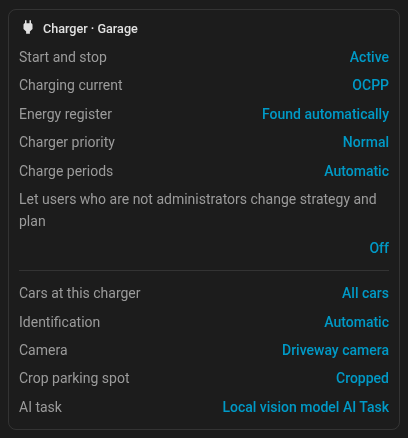 Charger · Garage
Start and stop Active
Charging current OCPP
Energy register Found automatically
Charger priority Normal
Charge periods Automatic
Let users who are not administrators change strategy and
plan
Off
Cars at this charger All cars
Identification Automatic
Camera Driveway camera
Crop parking spot Cropped
AI task Local vision model AI Task